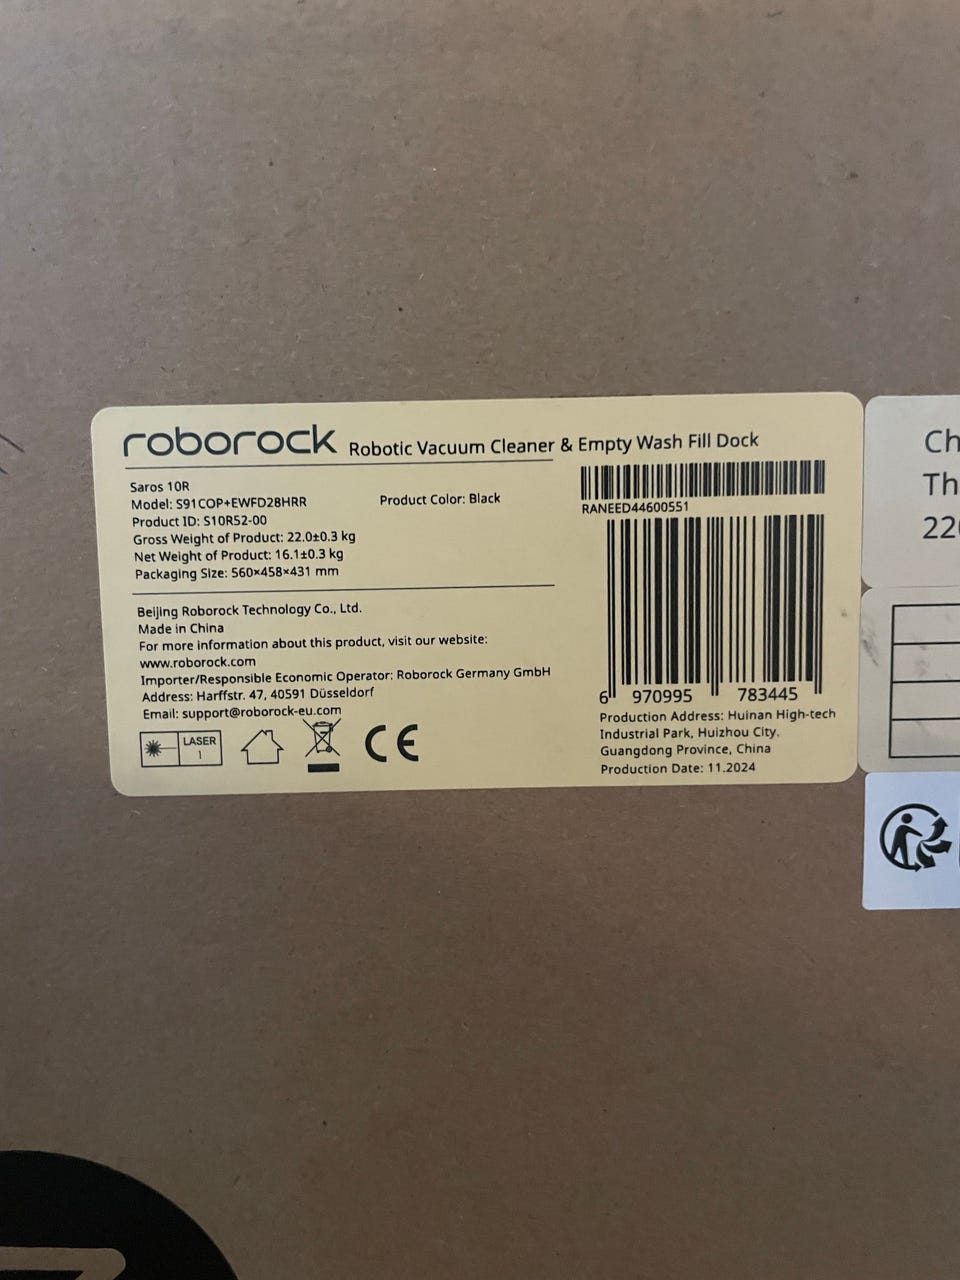 roborock Robotic Vacuum Cleaner & Empty Wash Fill Dock
Saros 10R
Model: S91COP+EWFD28HRR
Product Color: Black
Product ID: S10R52-00
Gross Weight of Product: 22.0±0.3 kg
Net Weight of Product: 16.1±0.3 kg
Packaging Size: 560×458×431 mm
Beijing Roborock Technology Co., Ltd.
Made in China
For more information about this product, visit our website:
www.roborock.com
Importer/Responsible Economic Operator: Roborock Germany GmbH
Address: Harffstr. 47, 40591 Düsseldorf
Email: support@roborock-eu.com
LASER
1
CE
RANEED44600551
6 970995 783445
Production Address: Huinan High-tech
Industrial Park, Huizhou City.
Guangdong Province, China
Production Date: 11.2024
Ch
Th
22